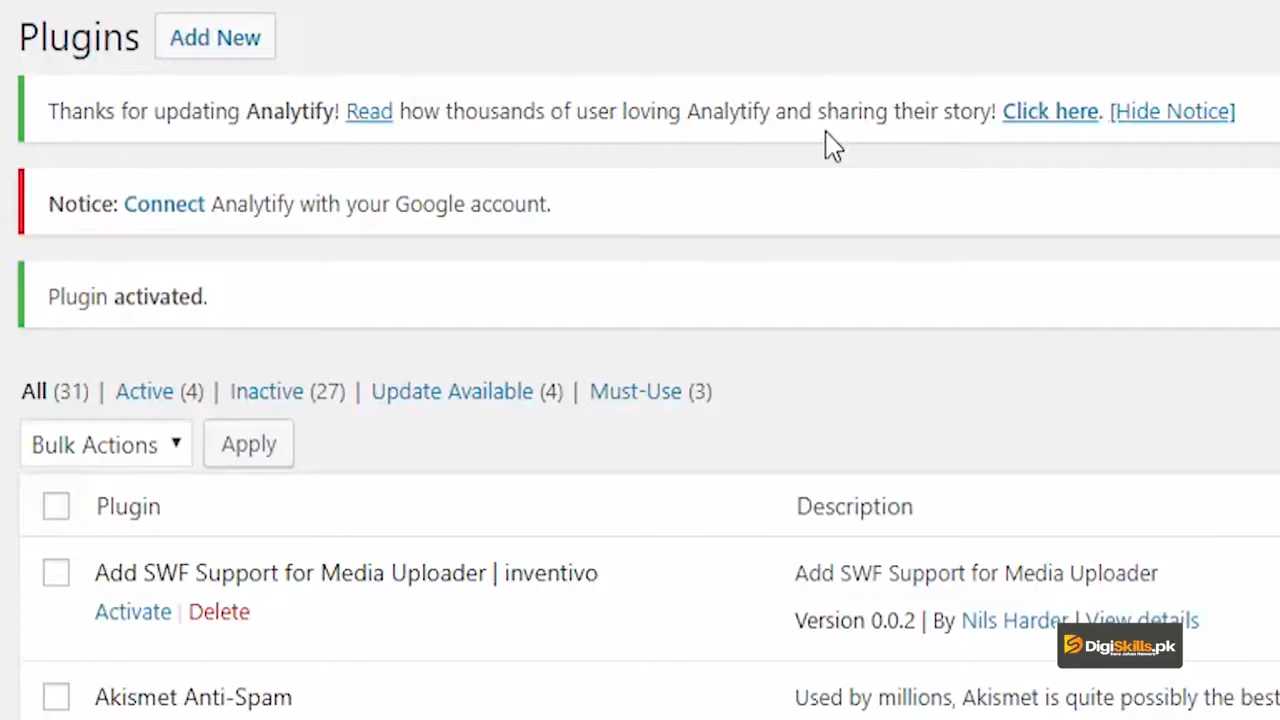 Plugins Add New
Thanks for updating Analytify! Read how thousands of user loving Analytify and sharing their story! Click here. [Hide Notice]
Notice: Connect Analytify with your Google account.
Plugin activated.
All (31) | Active (4) | Inactive (27) | Update Available (4) | Must-Use (3)
Bulk Actions Apply
Plugin Description
Add SWF Support for Media Uploader | inventivo Add SWF Support for Media Uploader
Activate | Delete Version 0.0.2 | By Nils Harder | View details
DigiSkills.pk
Akismet Anti-Spam Used by millions, Akismet is quite possibly the best